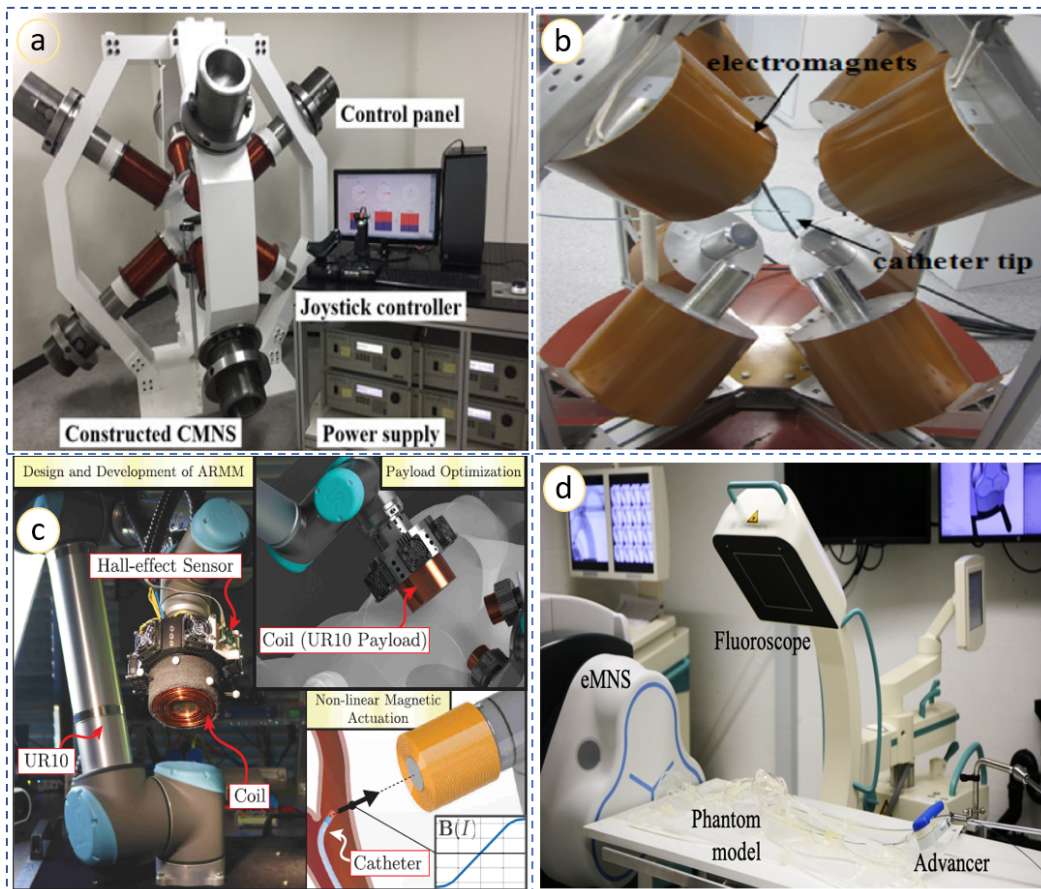 a
Control panel
Joystick controller
Constructed CMNS
Power supply
b
electromagnets
catheter tip
c
Design and Development of ARMM
Hall-effect Sensor
UR10
Coil
Payload Optimization
Coil (UR10 Payload)
Non-linear Magnetic
Actuation
Catheter
B(I)
d
Fluoroscope
eMNS
Phantom
model
Advancer